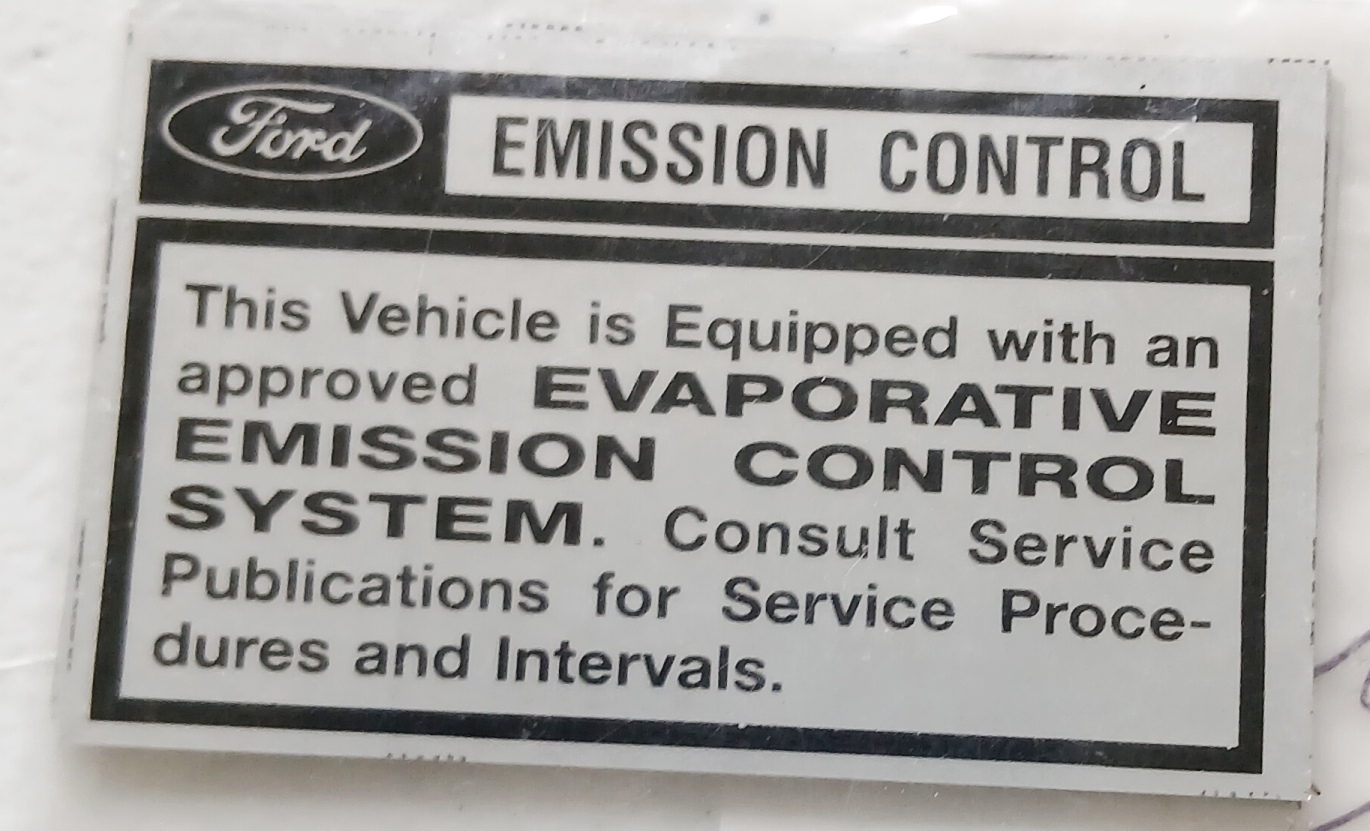 Ford EMISSION CONTROL
This Vehicle is Equipped with an
approved EVAPORATIVE
EMISSION CONTROL
SYSTEM. Consult Service
Publications for Service Proce-
dures and Intervals.